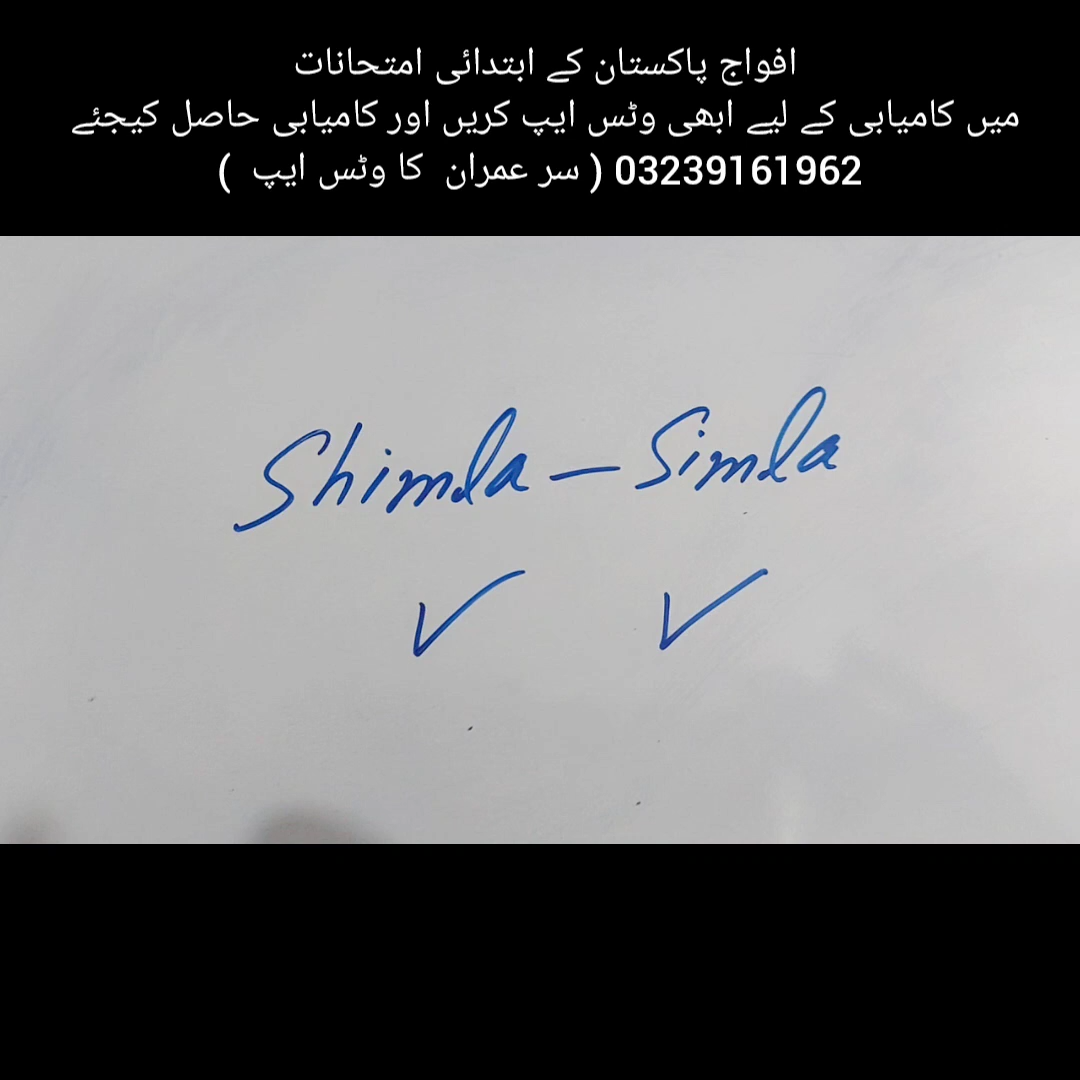 افواج پاکستان کے ابتدائی امتحانات
میں کامیابی کے لیے ابھی وٹس ایپ کریں اور کامیابی حاصل کیجئے
03239161962 ( سر عمران کا وٹس ایپ )
Shimla - Simla